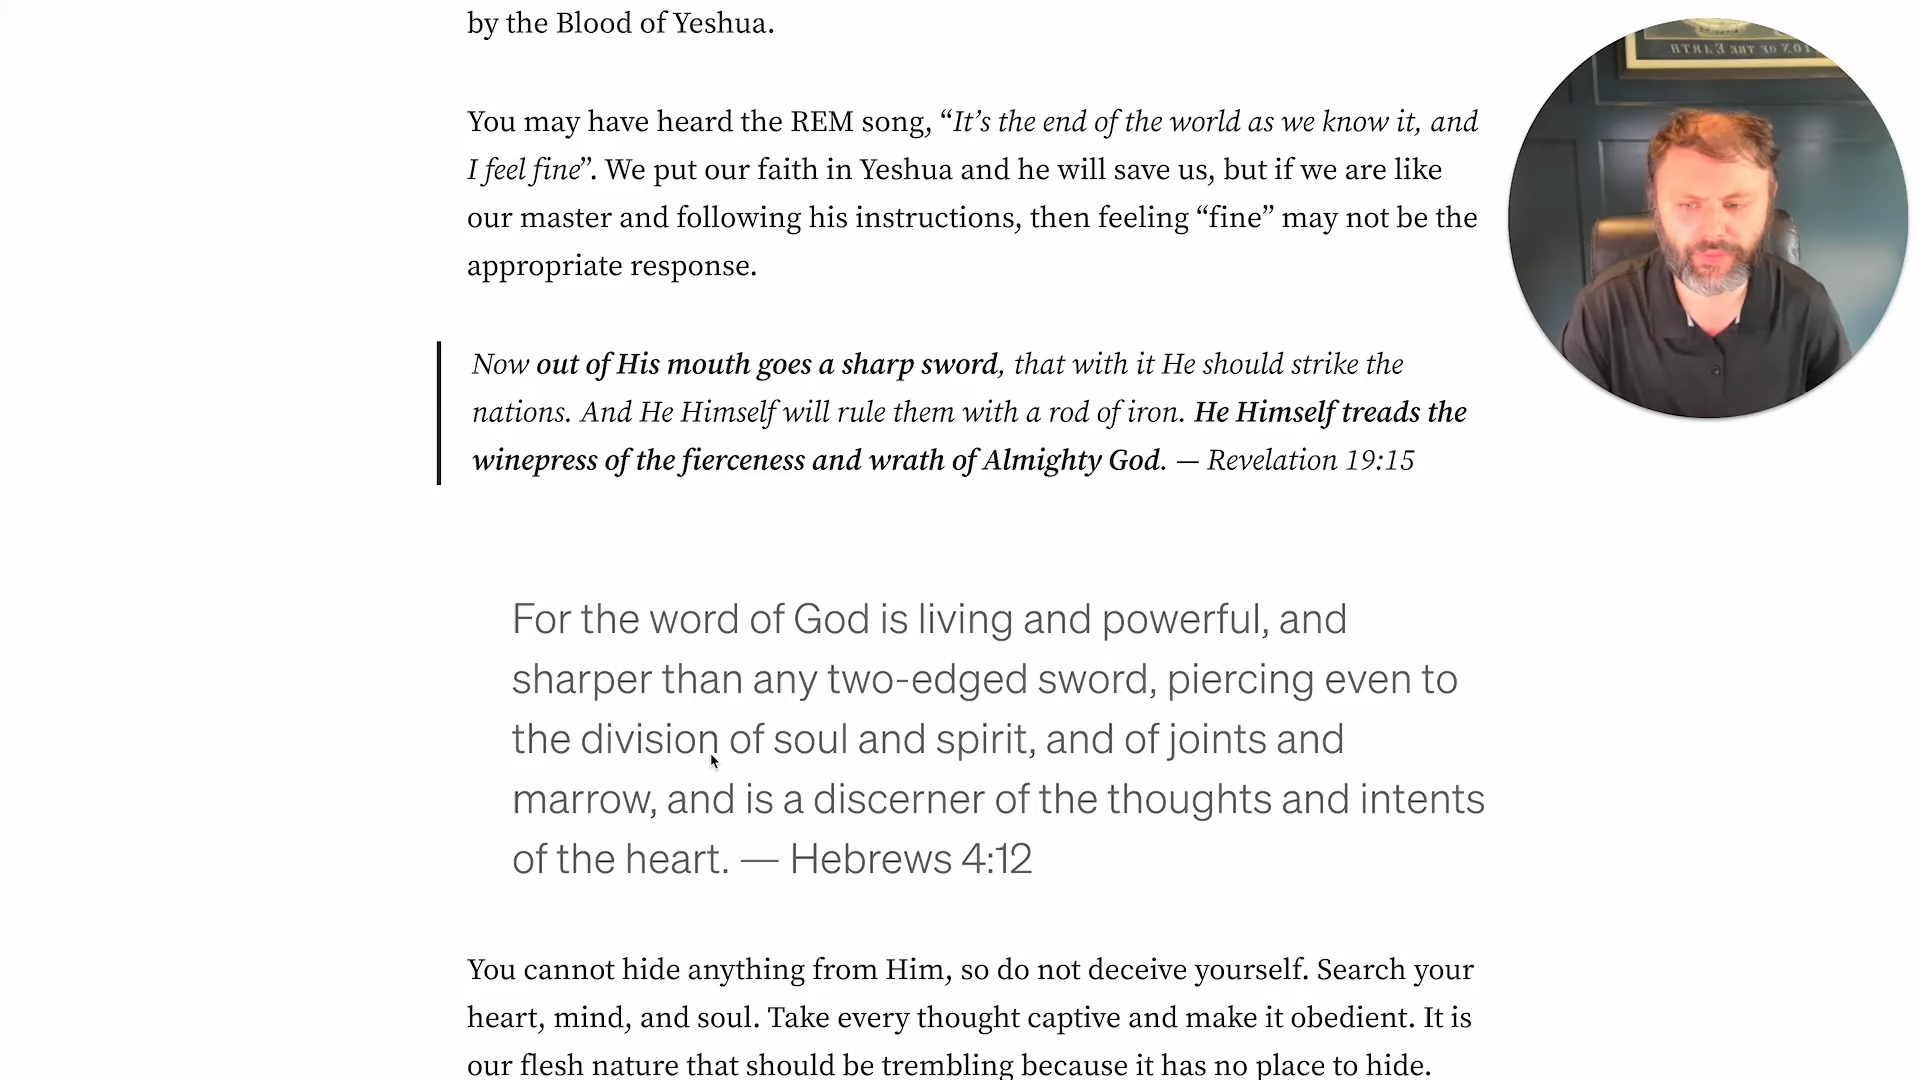 by the Blood of Yeshua.
You may have heard the REM song, “It’s the end of the world as we know it, and
I feel fine”. We put our faith in Yeshua and he will save us, but if we are like
our master and following his instructions, then feeling “fine” may not be the
appropriate response.
Now out of His mouth goes a sharp sword, that with it He should strike the
nations. And He Himself will rule them with a rod of iron. He Himself treads the
winepress of the fierceness and wrath of Almighty God. — Revelation 19:15
For the word of God is living and powerful, and
sharper than any two-edged sword, piercing even to
the division of soul and spirit, and of joints and
marrow, and is a discerner of the thoughts and intents
of the heart. — Hebrews 4:12
You cannot hide anything from Him, so do not deceive yourself. Search your
heart, mind, and soul. Take every thought captive and make it obedient. It is
our flesh nature that should be trembling because it has no place to hide.
OF THE EARTH